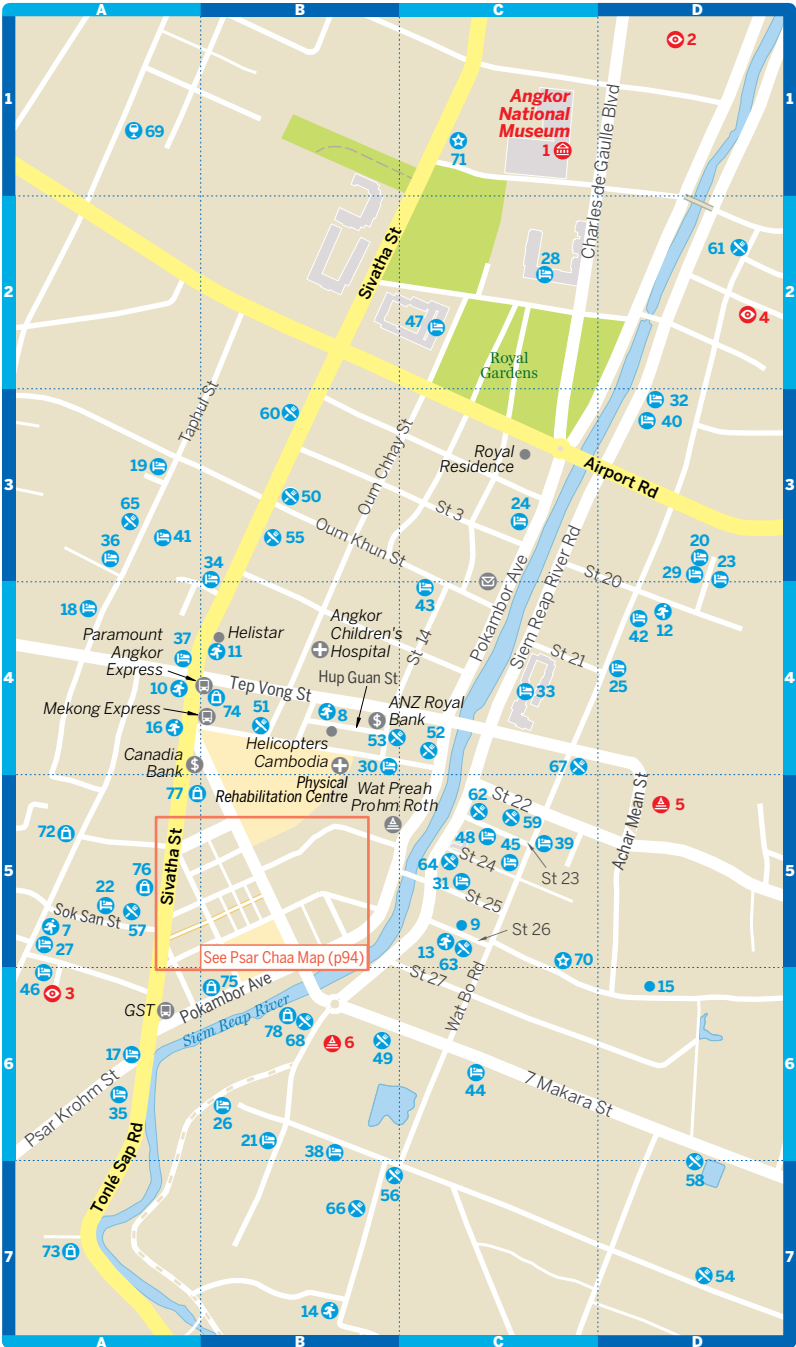 A B C D
1 1
2
Angkor
National
Museum
1
69
71
Charles de Gaulle Blvd
Sivatha St
61
28
2 2
4
47
Royal
Gardens
32
40
Taphul St
60
Oum Chhay St
Royal
Residence
Airport Rd
19
3 3
50
St 3
24
65
41
55
Oum Khun St
36
20
34
29 23
St 20
Siem Reap River Rd
Pokambor Ave
43
18
Angkor
Children's
Hospital
12
42
Paramount
Angkor
Express
37
Helistar
11
St 14
St 21
25
4 4
10
Tep Vong St
Hup Guan St
33
Mekong Express
74
51
8
ANZ Royal
Bank
16
53
52
Helicopters
Cambodia
Canadia
Bank
30
67
Physical
Rehabilitation Centre
Wat Preah
Prohm Roth
77
62
St 22
59
5
Achar Mean St
72
48
45
39
Sivatha St
64
St 24
St 23
5 5
76
31
22
St 25
Sok San St
57
7
9
St 26
27
13
63
70
See Psar Chaa Map (p94)
46
3
75
St 27
Wat Bo Rd
15
GST
Pokambor Ave
Siem Reap River
78
68
6
49
17
6 6
44
7 Makara St
Psar Krohm St
35
26
21
38
Tonlé Sap Rd
56
58
66
73
7 7
54
14
A B C D